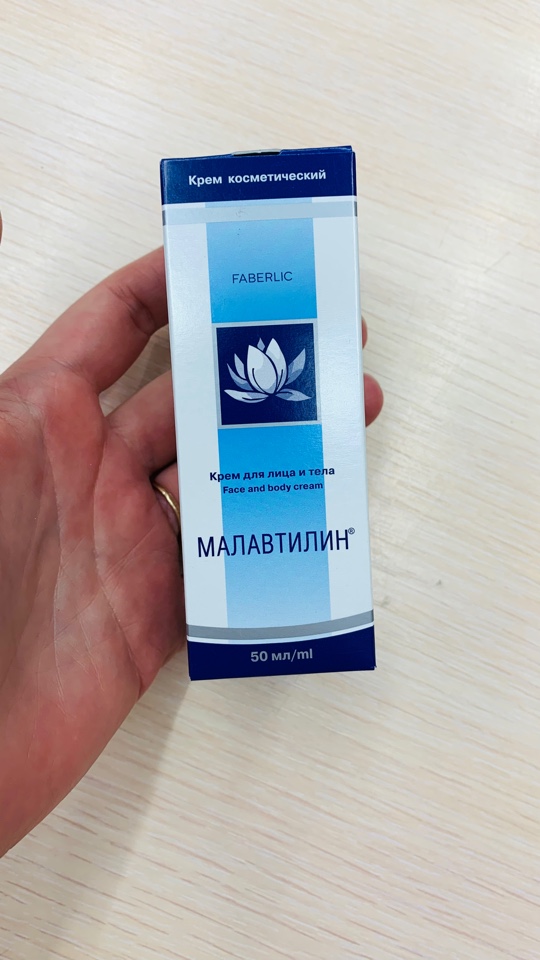 Крем косметический
FABERLIC
Крем для лица и тела
Face and body cream
МАЛАВТИЛИН®
50 мл/ml